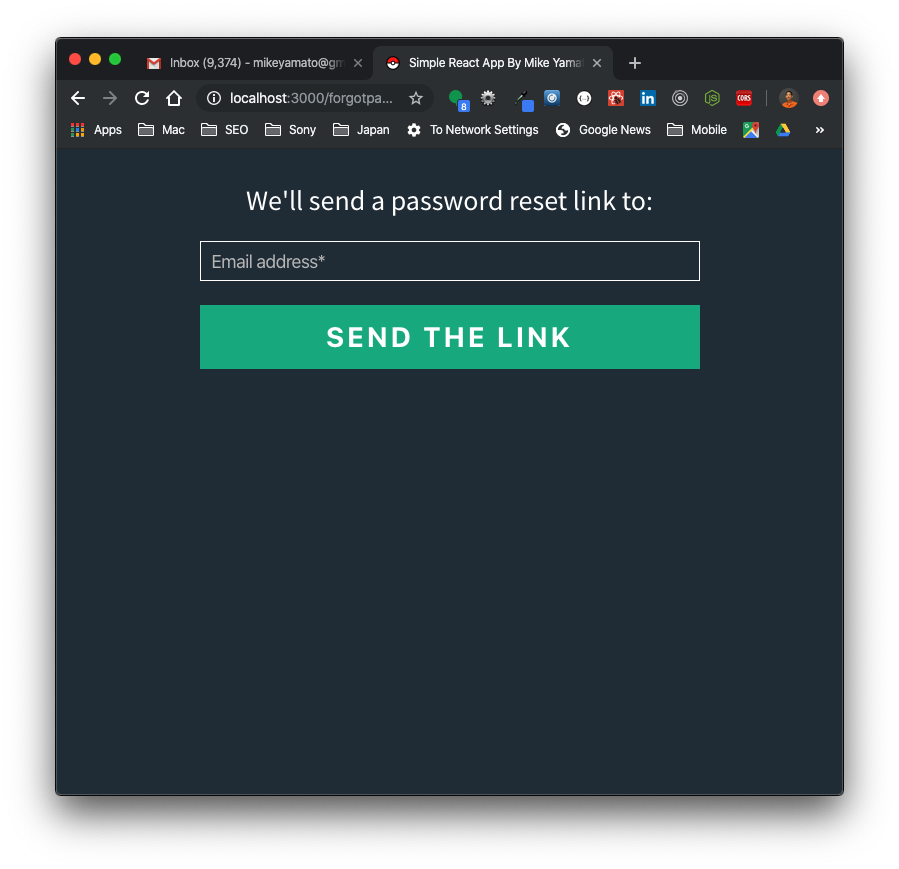 Inbox (9,374) - mikeyamato@gm
Simple React App By Mike Yama
localhost:3000/forgotpa...
8
in
JS
CORS
Apps
Mac
SEO
Sony
Japan
To Network Settings
Google News
Mobile
»
We'll send a password reset link to:
Email address*
SEND THE LINK